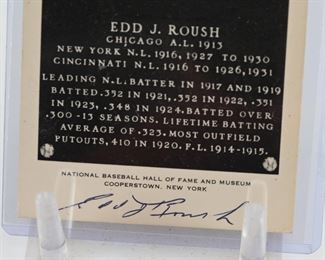 EDD J. ROUSH
CHICAGO A.L. 1913
NEW YORK N.L. 1916, 1927 TO 1930
CINCINNATI N.L. 1916 TO 1926, 1931
LEADING N.L. BATTER IN 1917 AND 1919
BATTED .352 IN 1921, .352 IN 1922, .351
IN 1923, .348 IN 1924. BATTED OVER
.300 - 13 SEASONS. LIFETIME BATTING
AVERAGE OF .323. MOST OUTFIELD
PUTOUTS, 410 IN 1920. F.L. 1914-1915.
NATIONAL BASEBALL HALL OF FAME AND MUSEUM
COOPERSTOWN, NEW YORK
Edd J Roush